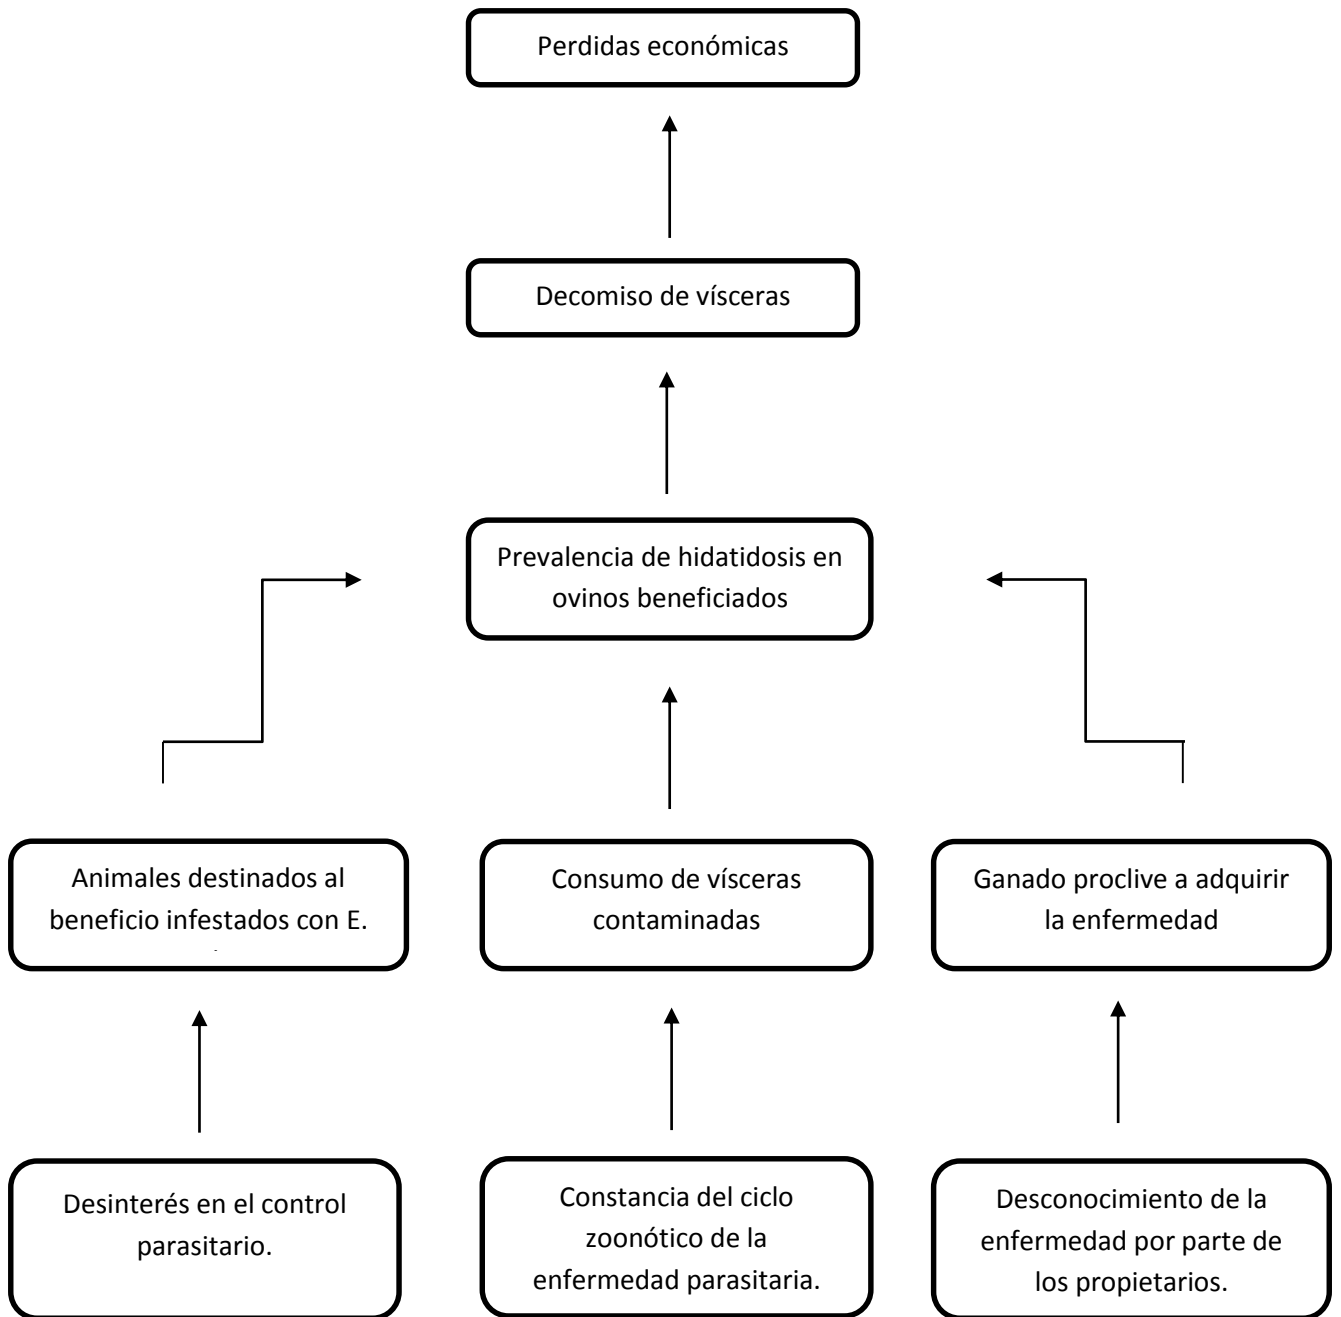 Perdidas económicas
Decomiso de vísceras
Prevalencia de hidatidosis en
ovinos beneficiados
Animales destinados al
beneficio infestados con E.
Consumo de vísceras
contaminadas
Ganado proclive a adquirir
la enfermedad
Desinterés en el control
parasitario.
Constancia del ciclo
zoonótico de la
enfermedad parasitaria.
Desconocimiento de la
enfermedad por parte de
los propietarios.